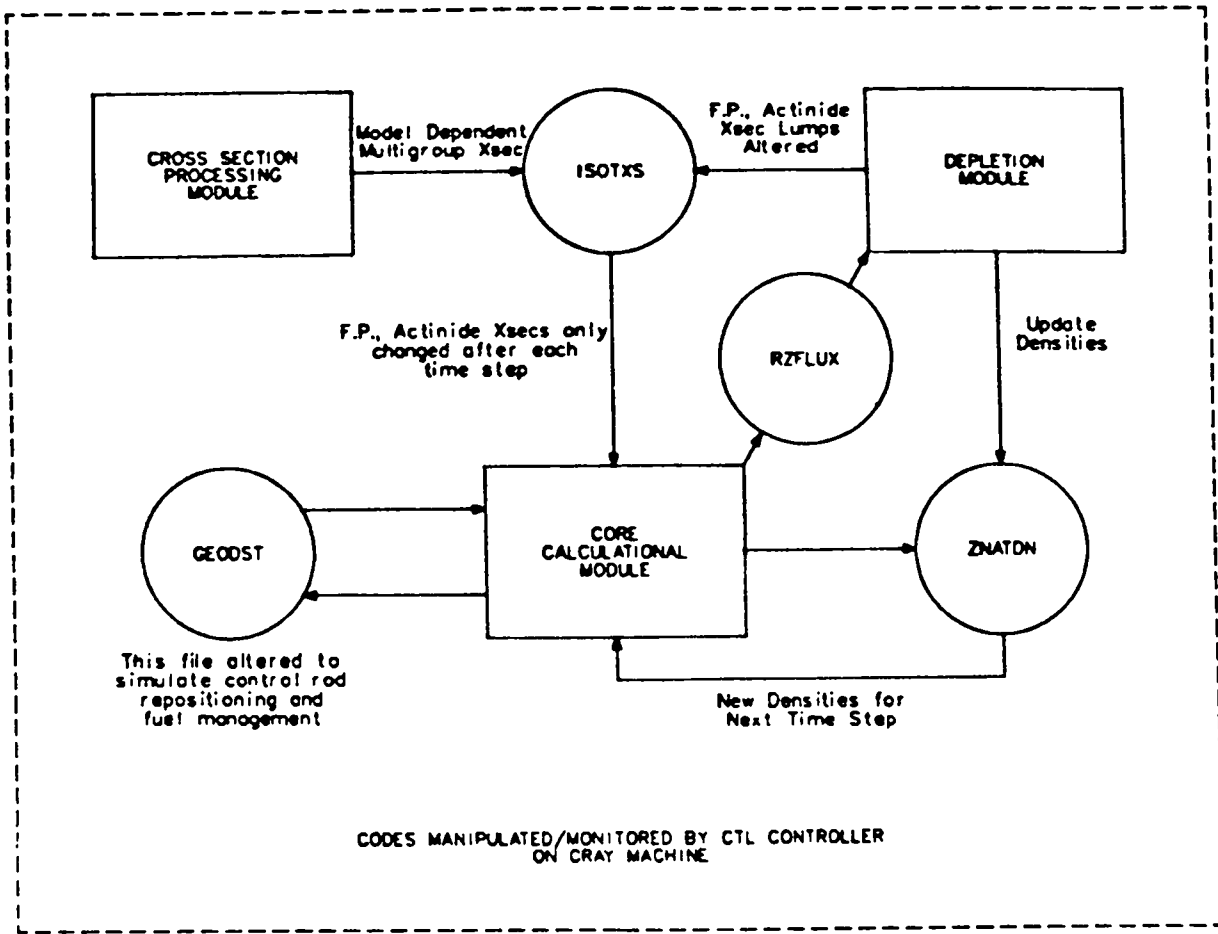 CROSS SECTION
PROCESSING
MODULE
Model Dependent
Multigroup Xsec
ISOTXS
F.P., Actinide
Xsec Lumps
Altered
DEPLETION
MODULE
F.P., Actinide Xsecs only
changed after each
time step
RZFLUX
Update
Densities
GEODST
CORE
CALCULATIONAL
MODULE
ZNATDN
This file altered to
simulate control rod
repositioning and
fuel management
New Densities for
Next Time Step
CODES MANIPULATED/MONITORED BY CTL CONTROLLER
ON CRAY MACHINE